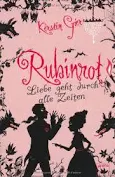 Kerstin Gier
Rubinrot
Liebe geht durch
alle Zeiten